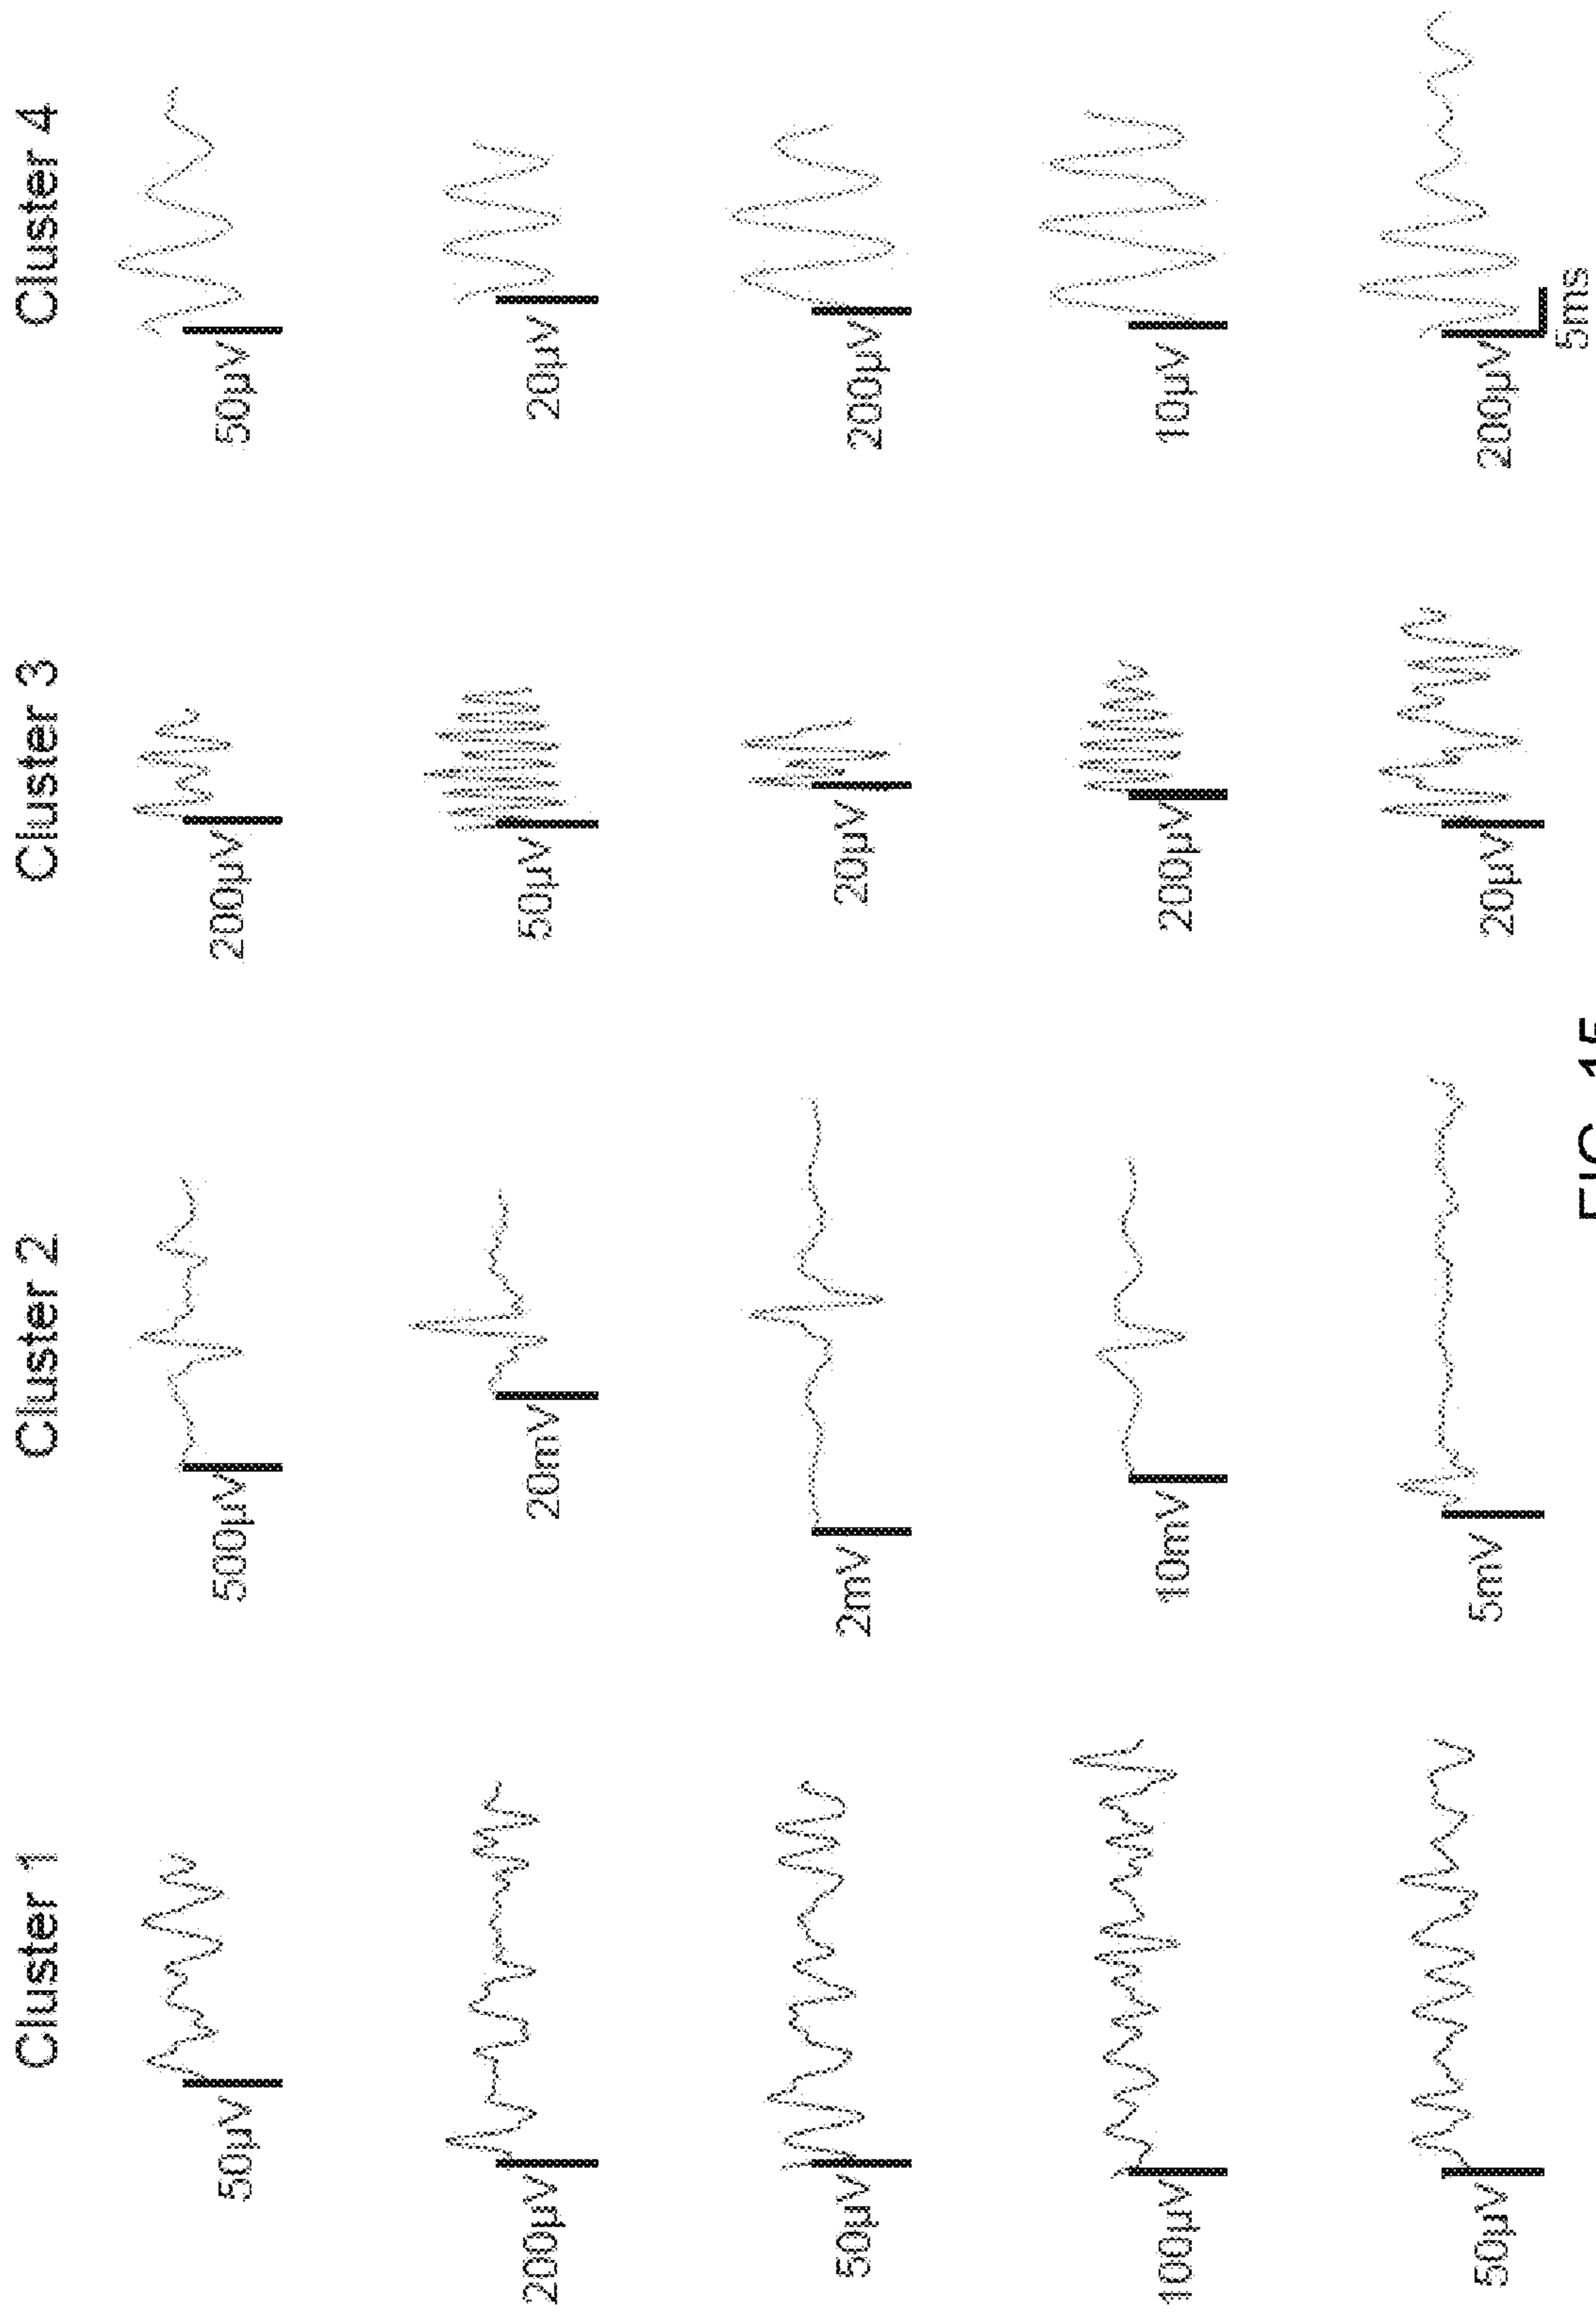 Cluster 1 Cluster 2 Cluster 3 Cluster 4
50µV 500µV 200µV 50µV
200µV 20mV 50µV 20µV
50µV 2mV 20µV 200µV
100µV 10mV 200µV 10µV
50µV 5mV 20µV 200µV
5ms
FIG. 15